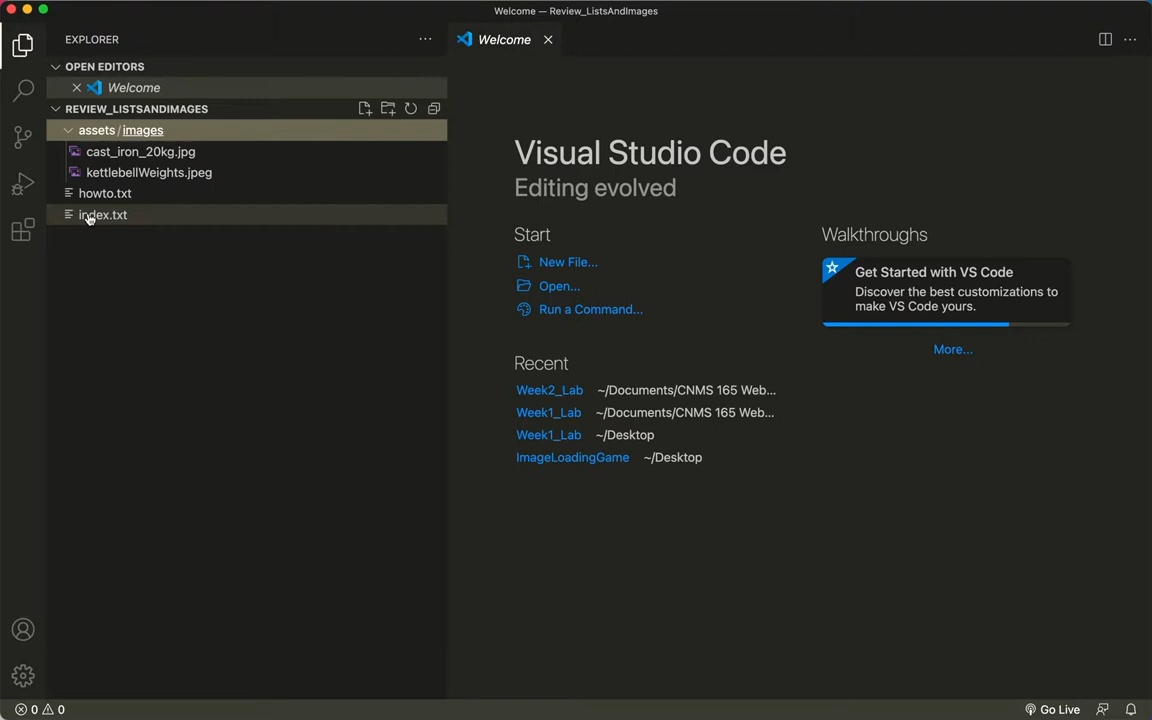 Welcome — Review_ListsAndImages
EXPLORER
Welcome
OPEN EDITORS
Welcome
REVIEW_LISTSANDIMAGES
assets / images
cast_iron_20kg.jpg
kettlebellWeights.jpeg
howto.txt
index.txt
Visual Studio Code
Editing evolved
Start
New File...
Open...
Run a Command...
Recent
Week2_Lab ~/Documents/CNMS 165 Web...
Week1_Lab ~/Documents/CNMS 165 Web...
Week1_Lab ~/Desktop
ImageLoadingGame ~/Desktop
Walkthroughs
Get Started with VS Code
Discover the best customizations to
make VS Code yours.
More...
0 0
Go Live